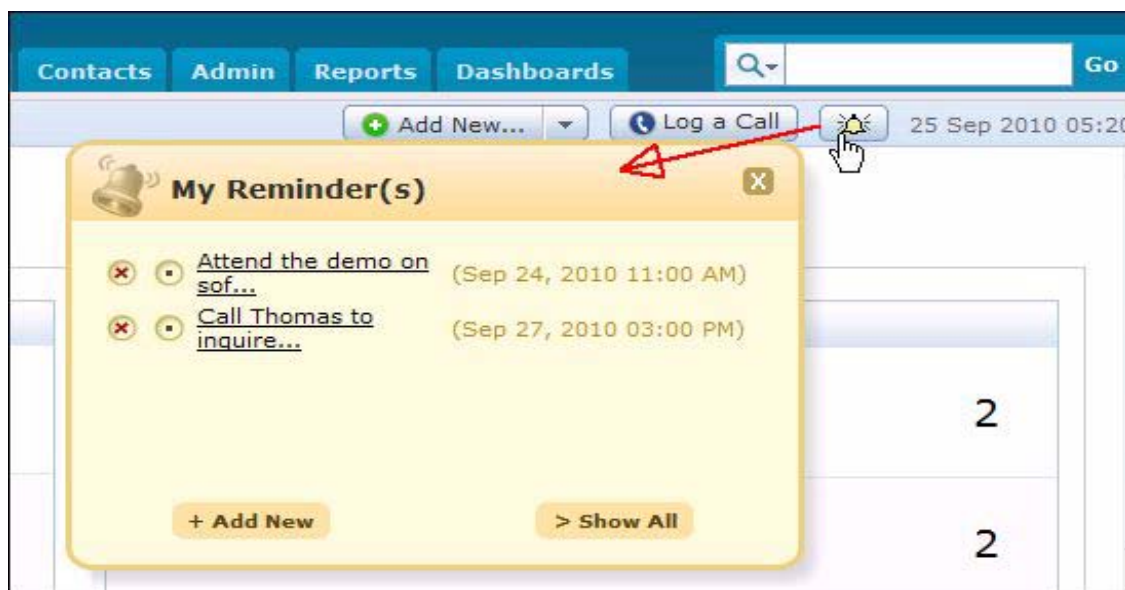 Contacts Admin Reports Dashboards Go
Add New... Log a Call 25 Sep 2010 05:20
My Reminder(s) X
Attend the demo on
sof... (Sep 24, 2010 11:00 AM)
Call Thomas to
inquire... (Sep 27, 2010 03:00 PM)
2
+ Add New > Show All
2